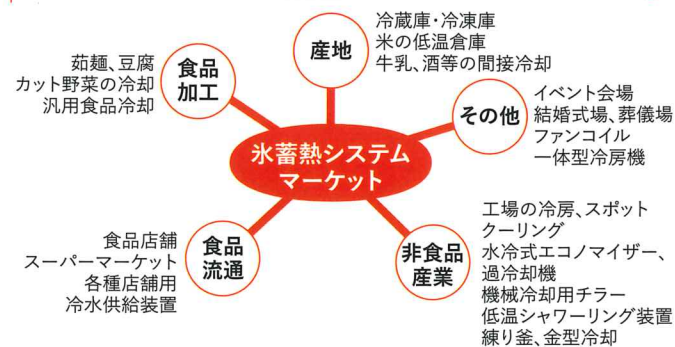 冷蔵庫・冷凍庫
米の低温倉庫
牛乳、酒等の間接冷却
産地
茹麺、豆腐
カット野菜の冷却
汎用食品冷却
食品
加工
その他
イベント会場
結婚式場、葬儀場
ファンコイル
一体型冷房機
氷蓄熱システム
マーケット
食品店舗
スーパーマーケット
各種店舗用
冷水供給装置
食品
流通
非食品
産業
工場の冷房、スポット
クーリング
水冷式エコノマイザー、
過冷却機
機械冷却用チラー
低温シャワーリング装置
練り釜、金型冷却